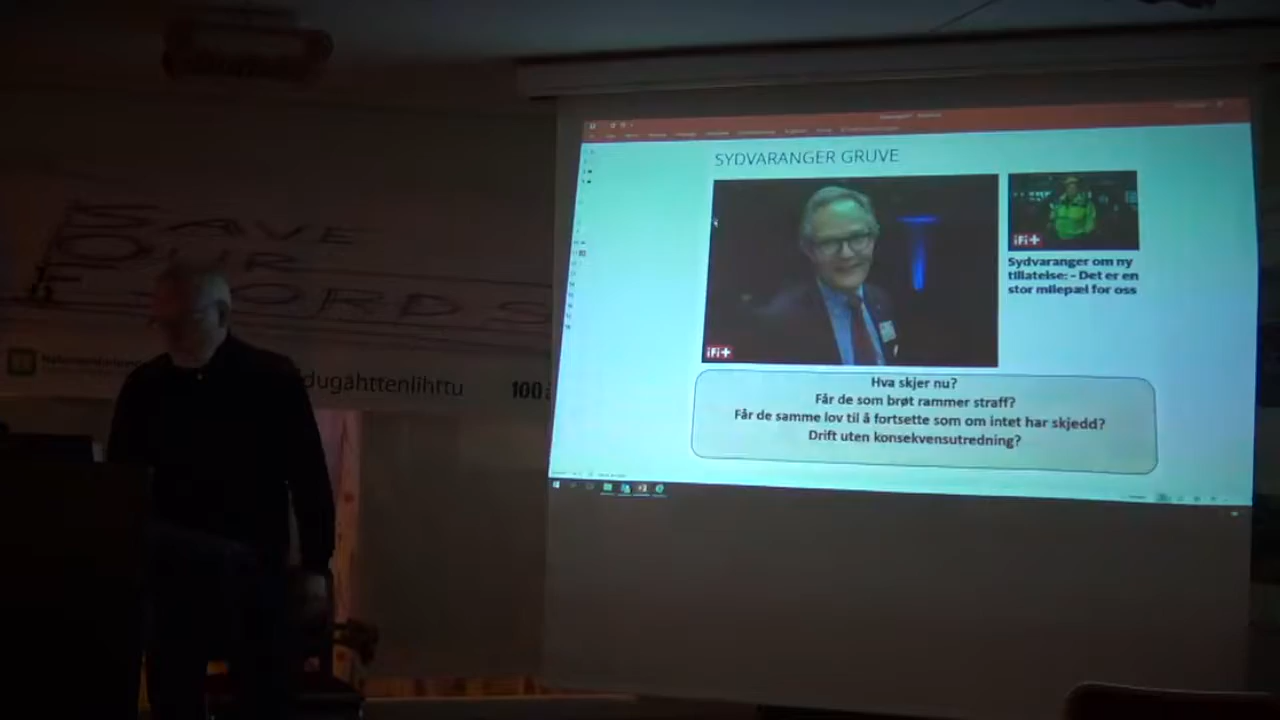 SYDVARANGER GRUVE
iFi+
iFi+
Sydvaranger om ny
tillatelse: - Det er en
stor milepæl for oss
Hva skjer nu?
Får de som brøt rammer straff?
Får de samme lov til å fortsette som om intet har skjedd?
Drift uten konsekvensutredning?
SAVE
OUR
FJORDS
dugáhttenlihttu
100